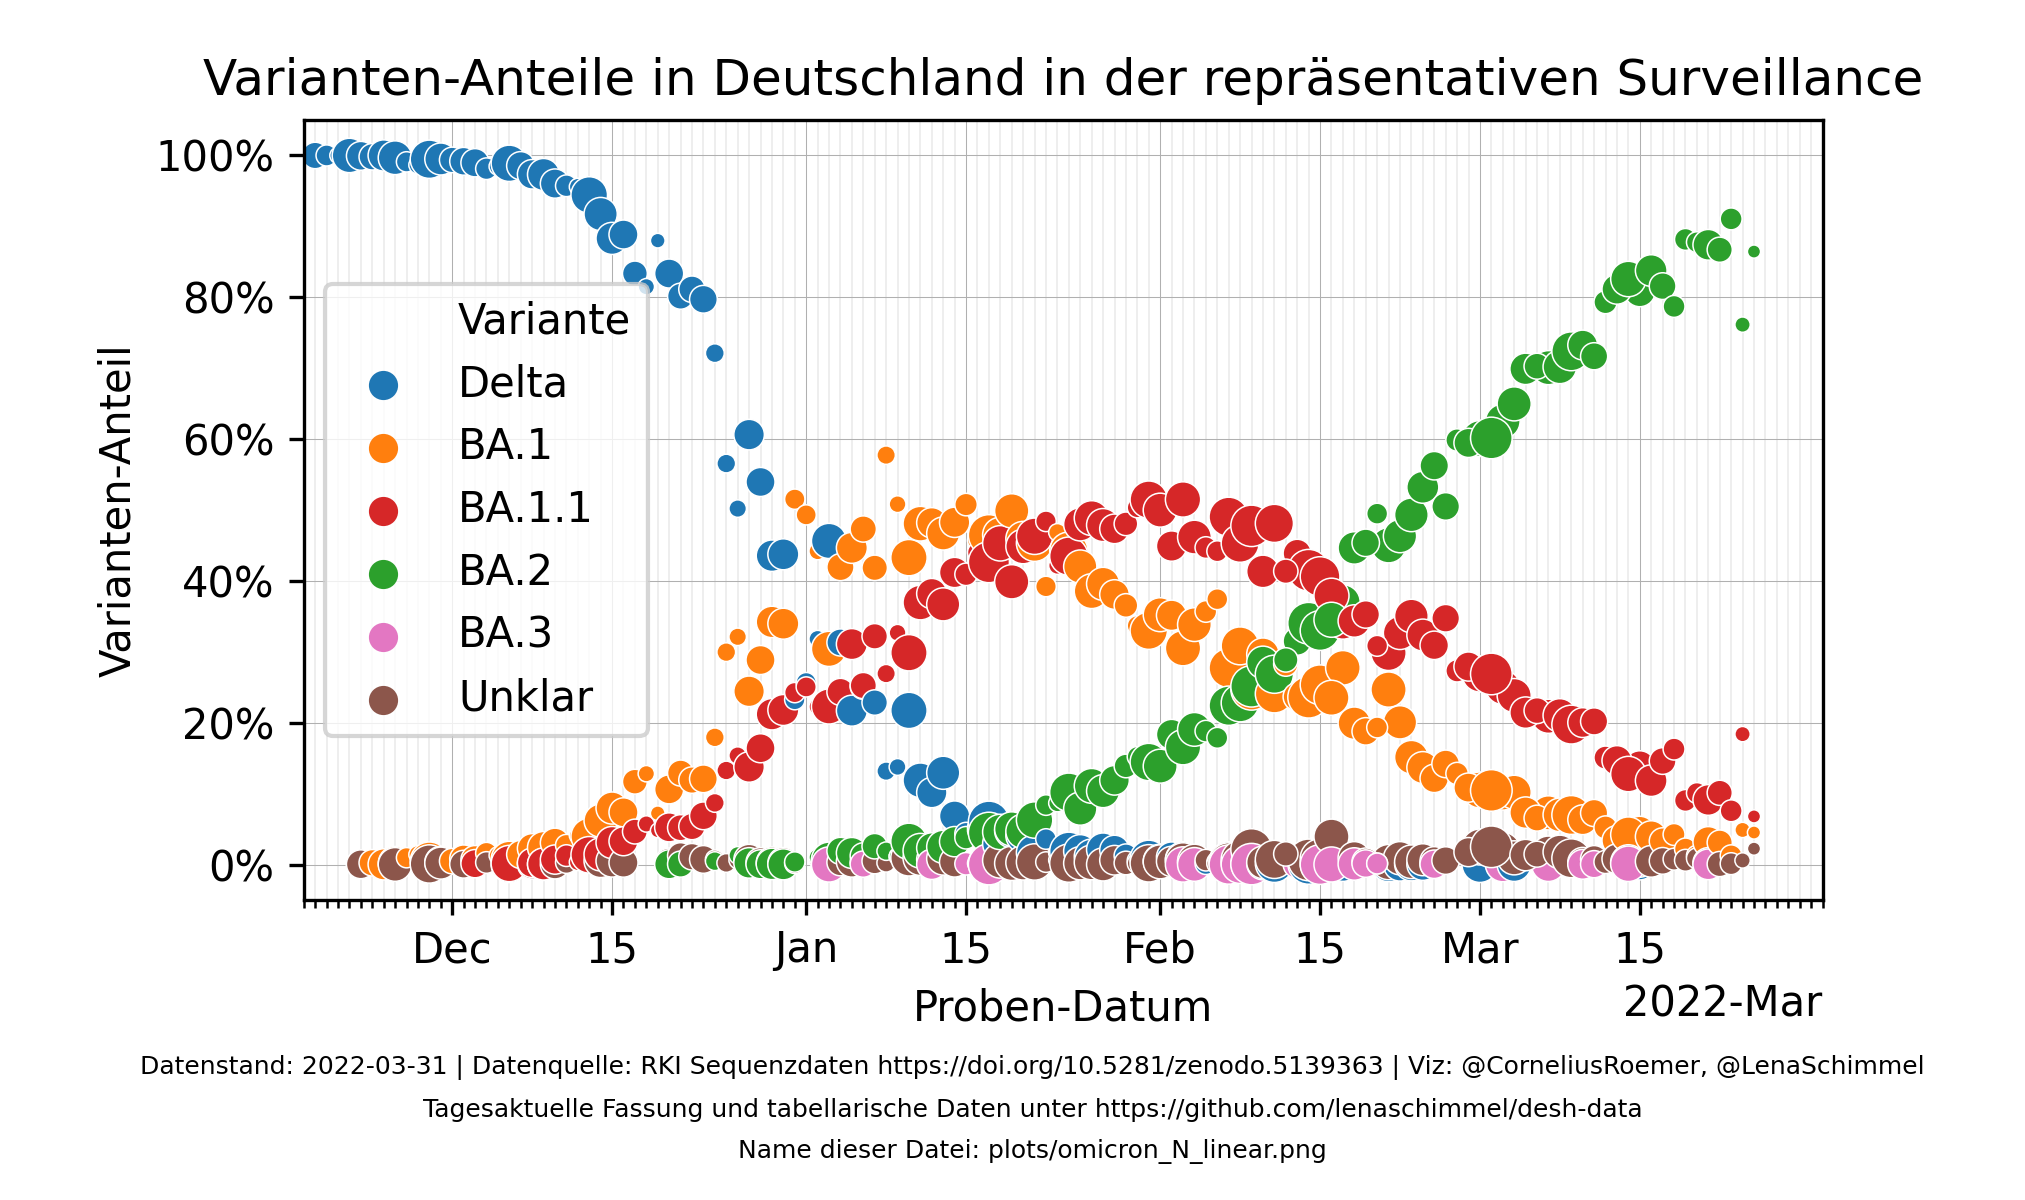 Varianten-Anteile in Deutschland in der repräsentativen Surveillance
Varianten-Anteil
100%
80%
60%
40%
20%
0%
Variante
Delta
BA.1
BA.1.1
BA.2
BA.3
Unklar
Dec 15 Jan 15 Feb 15 Mar 15
Proben-Datum
2022-Mar
Datenstand: 2022-03-31 | Datenquelle: RKI Sequenzdaten https://doi.org/10.5281/zenodo.5139363 | Viz: @CorneliusRoemer, @LenaSchimmel
Tagesaktuelle Fassung und tabellarische Daten unter https://github.com/lenaschimmel/desh-data
Name dieser Datei: plots/omicron_N_linear.png